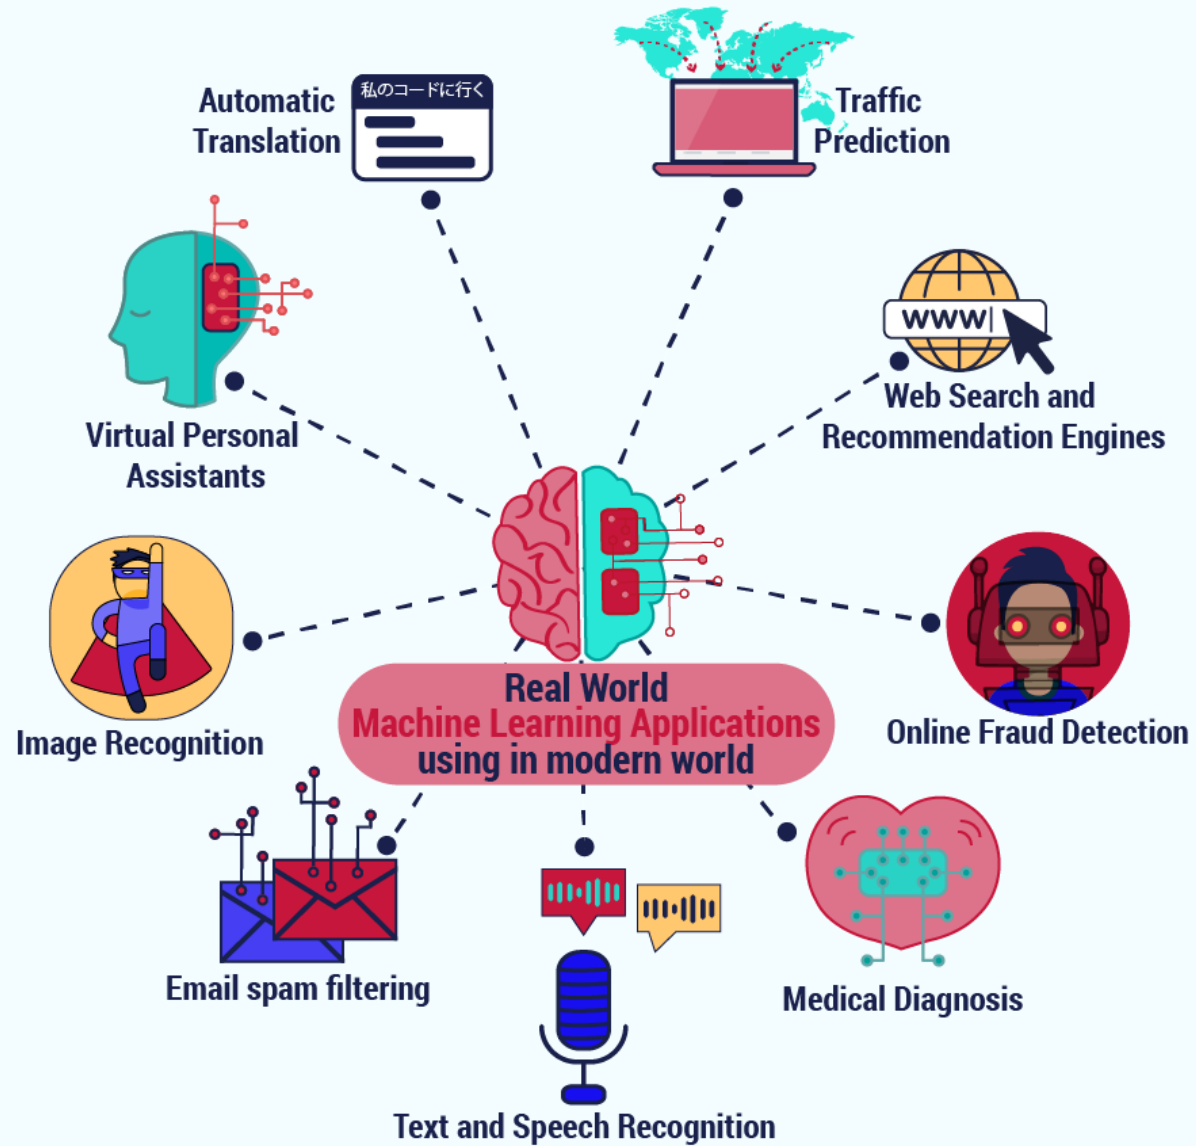 Automatic
Translation
私のコードに行く
Traffic
Prediction
www
Web Search and
Recommendation Engines
Virtual Personal
Assistants
Image Recognition
Real World
Machine Learning Applications
using in modern world
Online Fraud Detection
Email spam filtering
Medical Diagnosis
Text and Speech Recognition